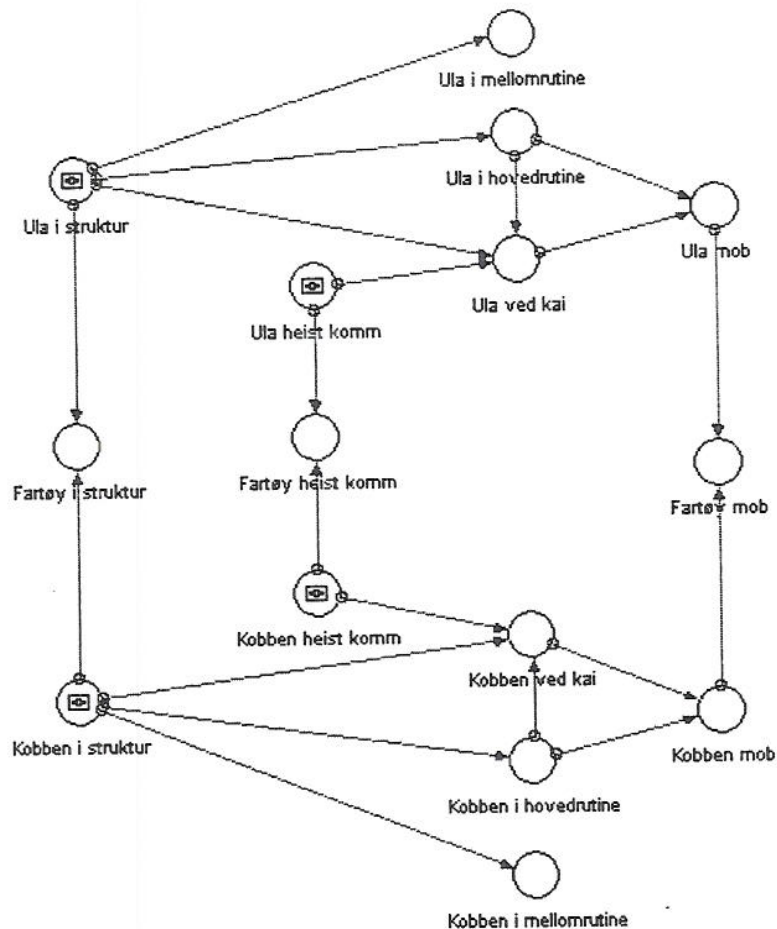 Ula i mellomrutine
Ula i hovedrutine
Ula i struktur
Ula mob
Ula ved kai
Ula heist komm
Fartøy i struktur
Fartøy heist komm
Fartøy mob
Kobben heist komm
Kobben ved kai
Kobben i struktur
Kobben mob
Kobben i hovedrutine
Kobben i mellomrutine